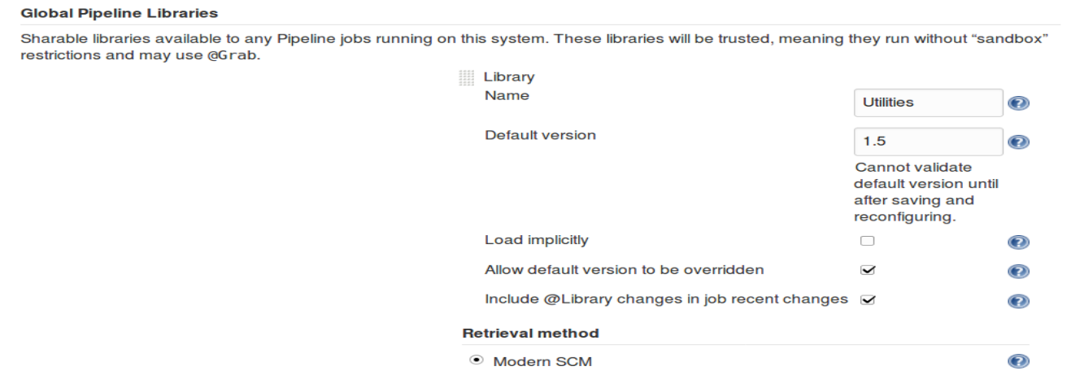 Global Pipeline Libraries
Sharable libraries available to any Pipeline jobs running on this system. These libraries will be trusted, meaning they run without “sandbox”
restrictions and may use @Grab.
Library
Name
Utilities
Default version
1.5
Cannot validate
default version until
after saving and
reconfiguring.
Load implicitly
Allow default version to be overridden
Include @Library changes in job recent changes
Retrieval method
Modern SCM